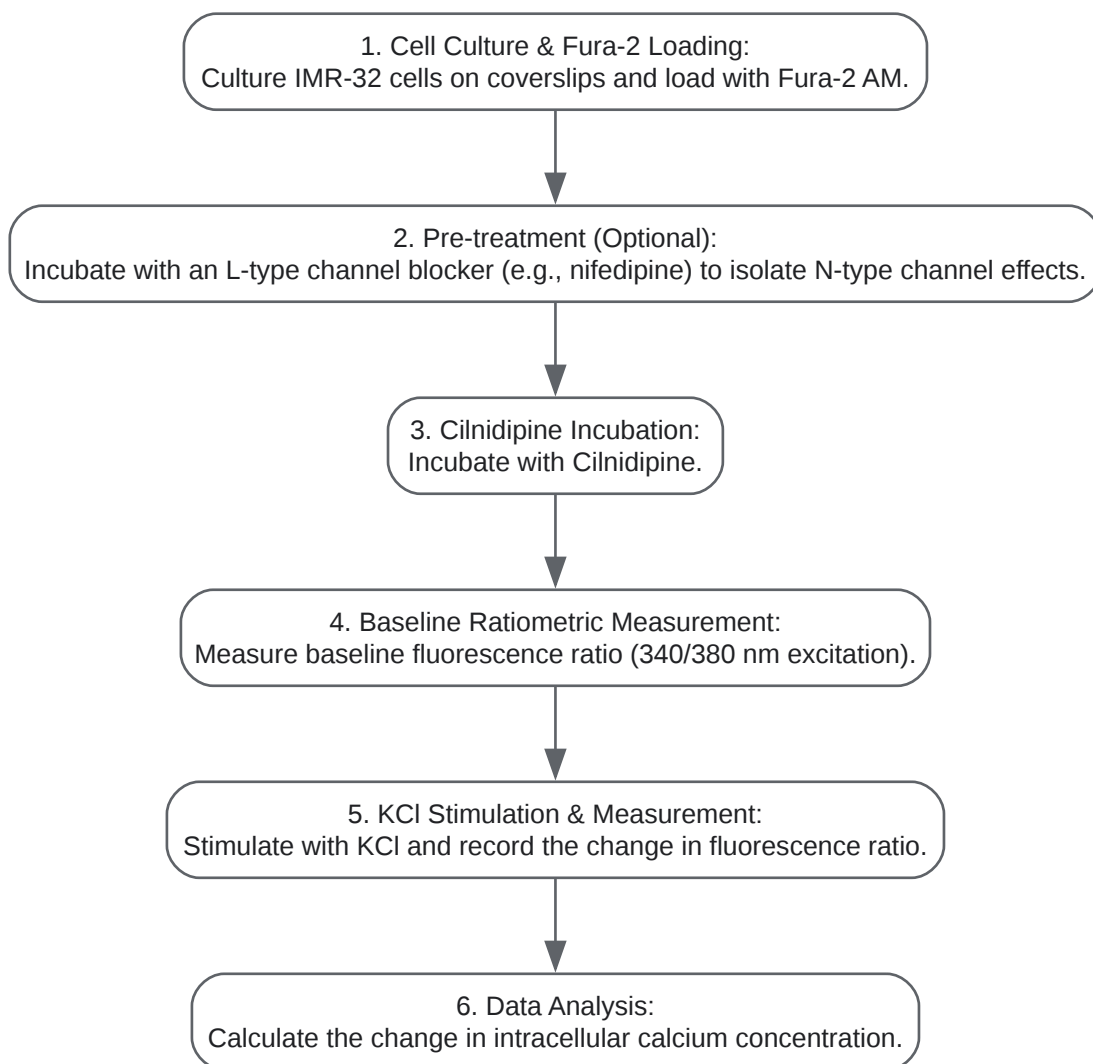 1. Cell Culture & Fura-2 Loading:
Culture IMR-32 cells on coverslips and load with Fura-2 AM.
2. Pre-treatment (Optional):
Incubate with an L-type channel blocker (e.g., nifedipine) to isolate N-type channel effects.
3. Cilnidipine Incubation:
Incubate with Cilnidipine.
4. Baseline Ratiometric Measurement:
Measure baseline fluorescence ratio (340/380 nm excitation).
5. KCl Stimulation & Measurement:
Stimulate with KCl and record the change in fluorescence ratio.
6. Data Analysis:
Calculate the change in intracellular calcium concentration.